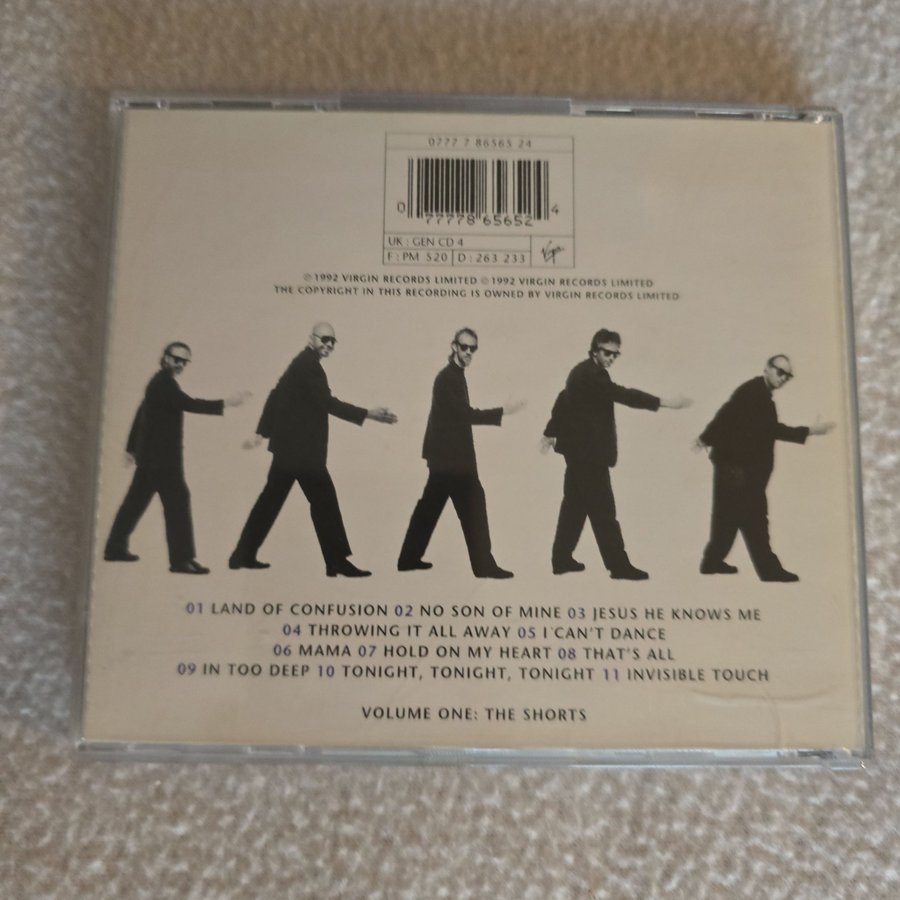 0777 7 86565 24
0 77778 65652 4
UK : GEN CD 4
F : PM 520 D : 263 233 Virgin
℗ 1992 VIRGIN RECORDS LIMITED © 1992 VIRGIN RECORDS LIMITED
THE COPYRIGHT IN THIS RECORDING IS OWNED BY VIRGIN RECORDS LIMITED
01 LAND OF CONFUSION 02 NO SON OF MINE 03 JESUS HE KNOWS ME
04 THROWING IT ALL AWAY 05 I CAN'T DANCE
06 MAMA 07 HOLD ON MY HEART 08 THAT'S ALL
09 IN TOO DEEP 10 TONIGHT, TONIGHT, TONIGHT 11 INVISIBLE TOUCH
VOLUME ONE: THE SHORTS